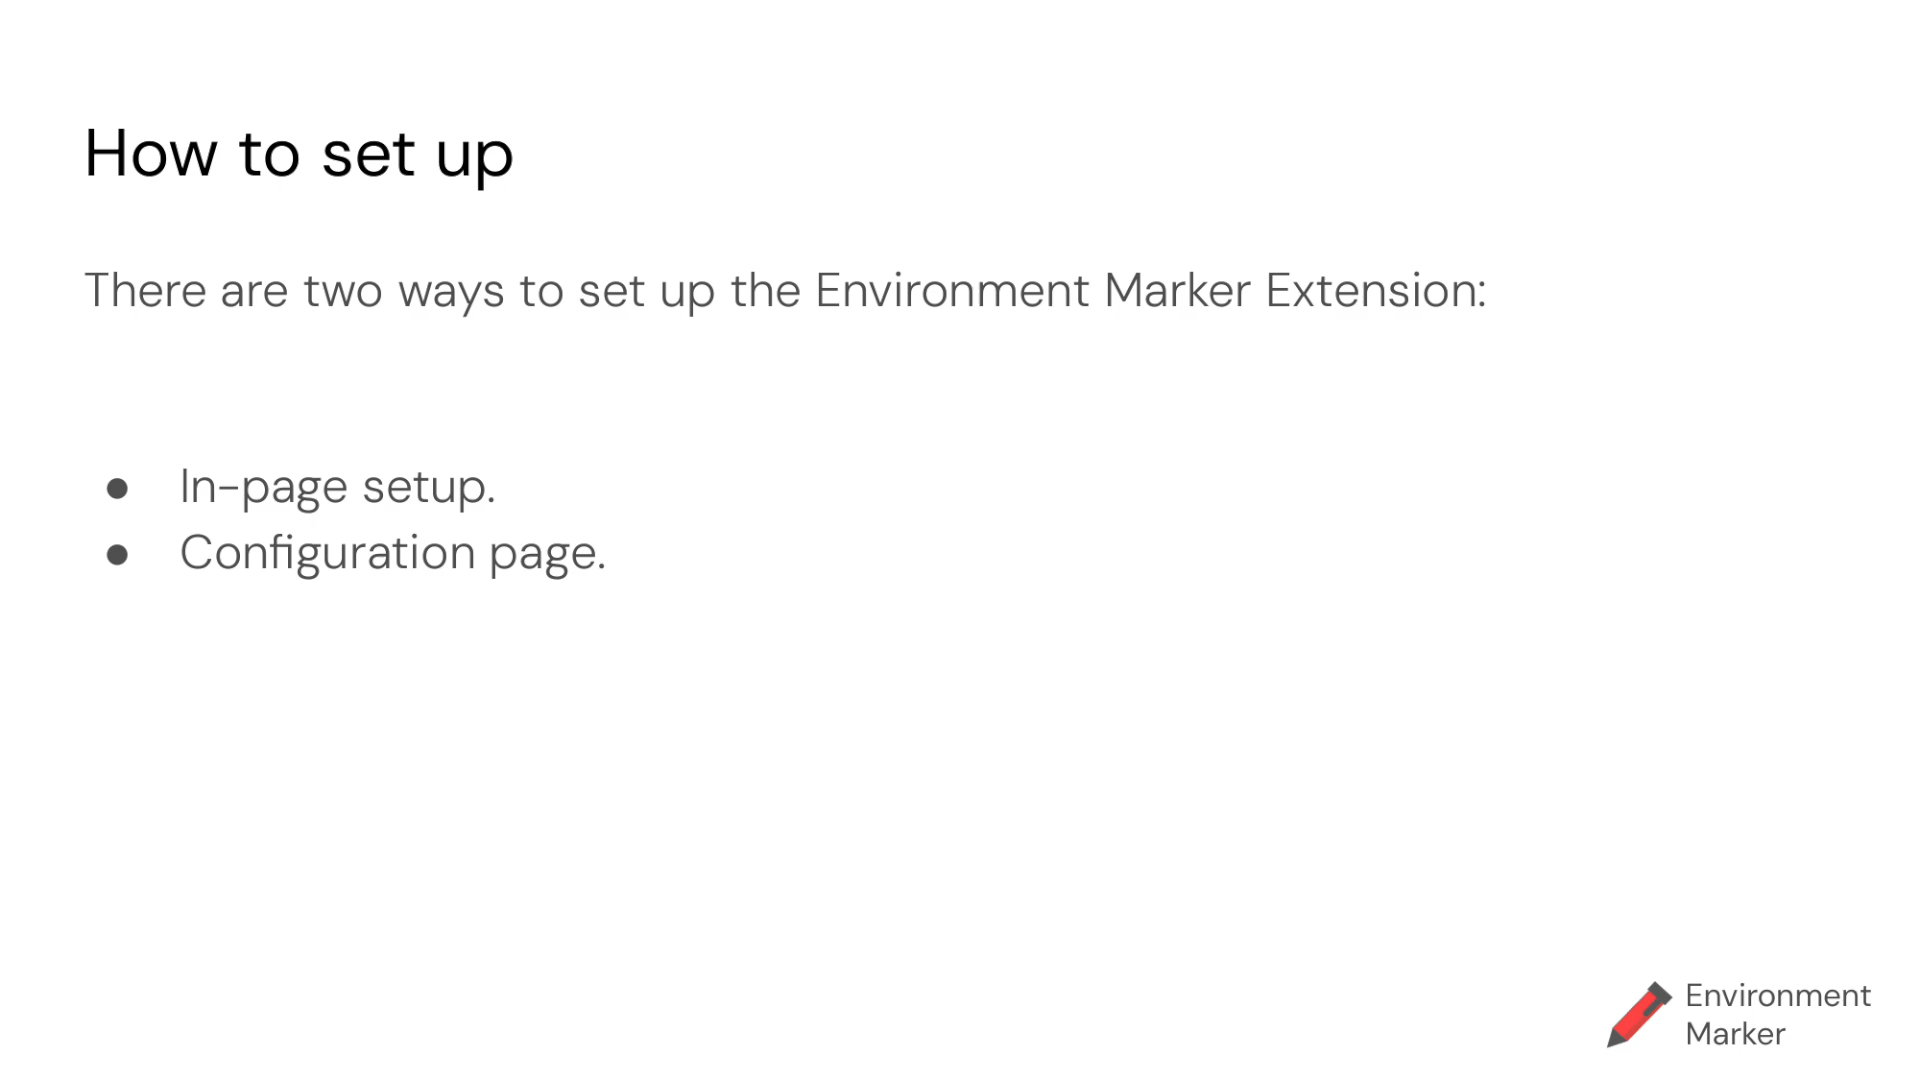 How to set up
There are two ways to set up the Environment Marker Extension:
● In-page setup.
● Configuration page.
Environment
Marker